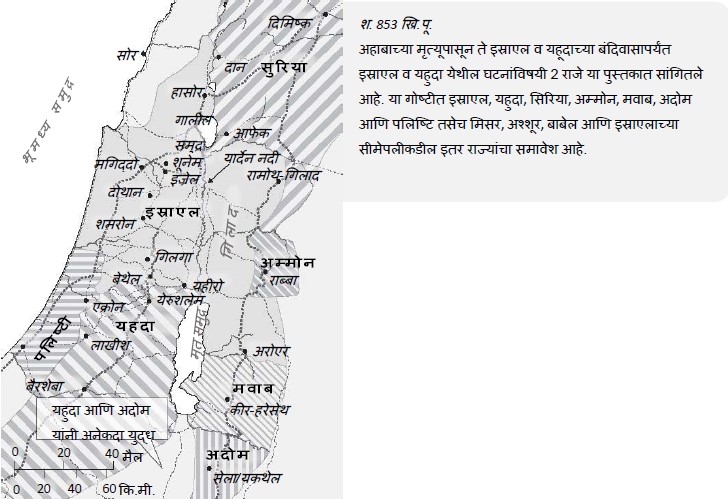 दिमिष्क
सोर
दान
सुरिया
भूमध्य समुद्र
हासोर
गालील
समुद्र
आफेक
मगिद्दो
शूनेम
यार्देन नदी
इज्रेल
रामोथ-गिलाद
दोथान
इस्राएल
शमरोन
गिलाद
गिलगा
अम्मोन
राब्बा
बेथेल
यहीरो
एक्रोन
येरुशलेम
यहदा
पलिष्टी
मृत समुद्र
लाखीश
अरोएर
बैरशेबा
मवाब
कीर-हरेसेथ
यहुदा आणि अदोम
यांनी अनेकदा युद्ध
0 20 40 मैल
0 20 40 60 कि.मी.
अदोम
सेला/यकथेल
श. 853 ख्रि.पू.
अहाबाच्या मृत्यूपासून ते इस्राएल व यहूदाच्या बंदिवासापर्यंत
इस्राएल व यहुदा येथील घटनांविषयी 2 राजे या पुस्तकात सांगितले
आहे. या गोष्टीत इस्राएल, यहुदा, सिरिया, अम्मोन, मवाब, अदोम
आणि पलिष्टि तसेच मिसर, अश्शूर, बाबेल आणि इस्राएलाच्या
सीमेपलीकडील इतर राज्यांचा समावेश आहे.